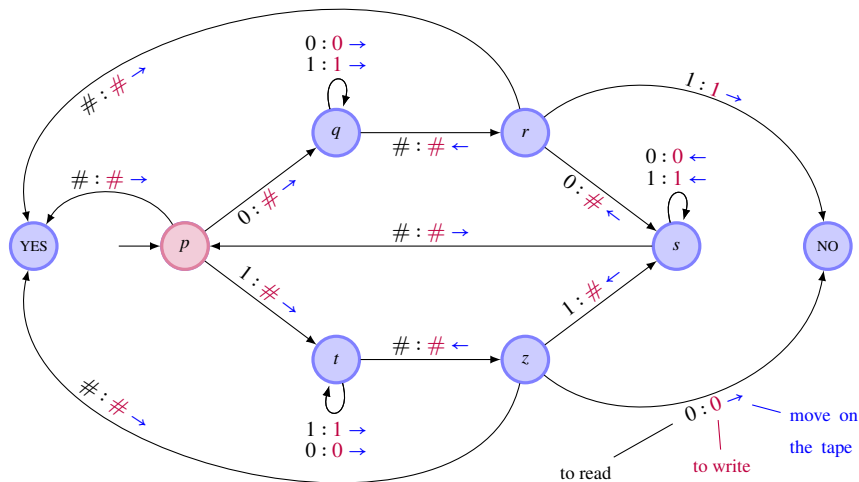 0 : 0 →
1 : 1 →
# : # →
1 : 1 →
q
# : # ←
r
0 : 0 ←
1 : 1 ←
# : # →
0 : # →
0 : # ←
YES
p
# : # →
s
NO
1 : # →
1 : # ←
t
# : # ←
z
# : # →
1 : 1 →
0 : 0 →
0 : 0 →
move on
the tape
to read
to write